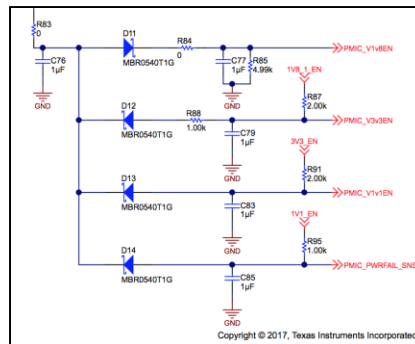 R83
0
D11
R84
PMIC_V1v8EN
MBR0540T1G
0
C76
1µF
C77
1µF
R85
4.99k
1V8_1_EN
GND
GND
D12
R88
R87
2.00k
PMIC_V3v3EN
MBR0540T1G
1.00k
C79
1µF
3V3_EN
GND
R91
2.00k
D13
PMIC_V1v1EN
MBR0540T1G
C83
1µF
1V1_EN
GND
R95
1.00k
D14
PMIC_PWRFAIL_SNS
MBR0540T1G
C85
1µF
GND
Copyright © 2017, Texas Instruments Incorporated